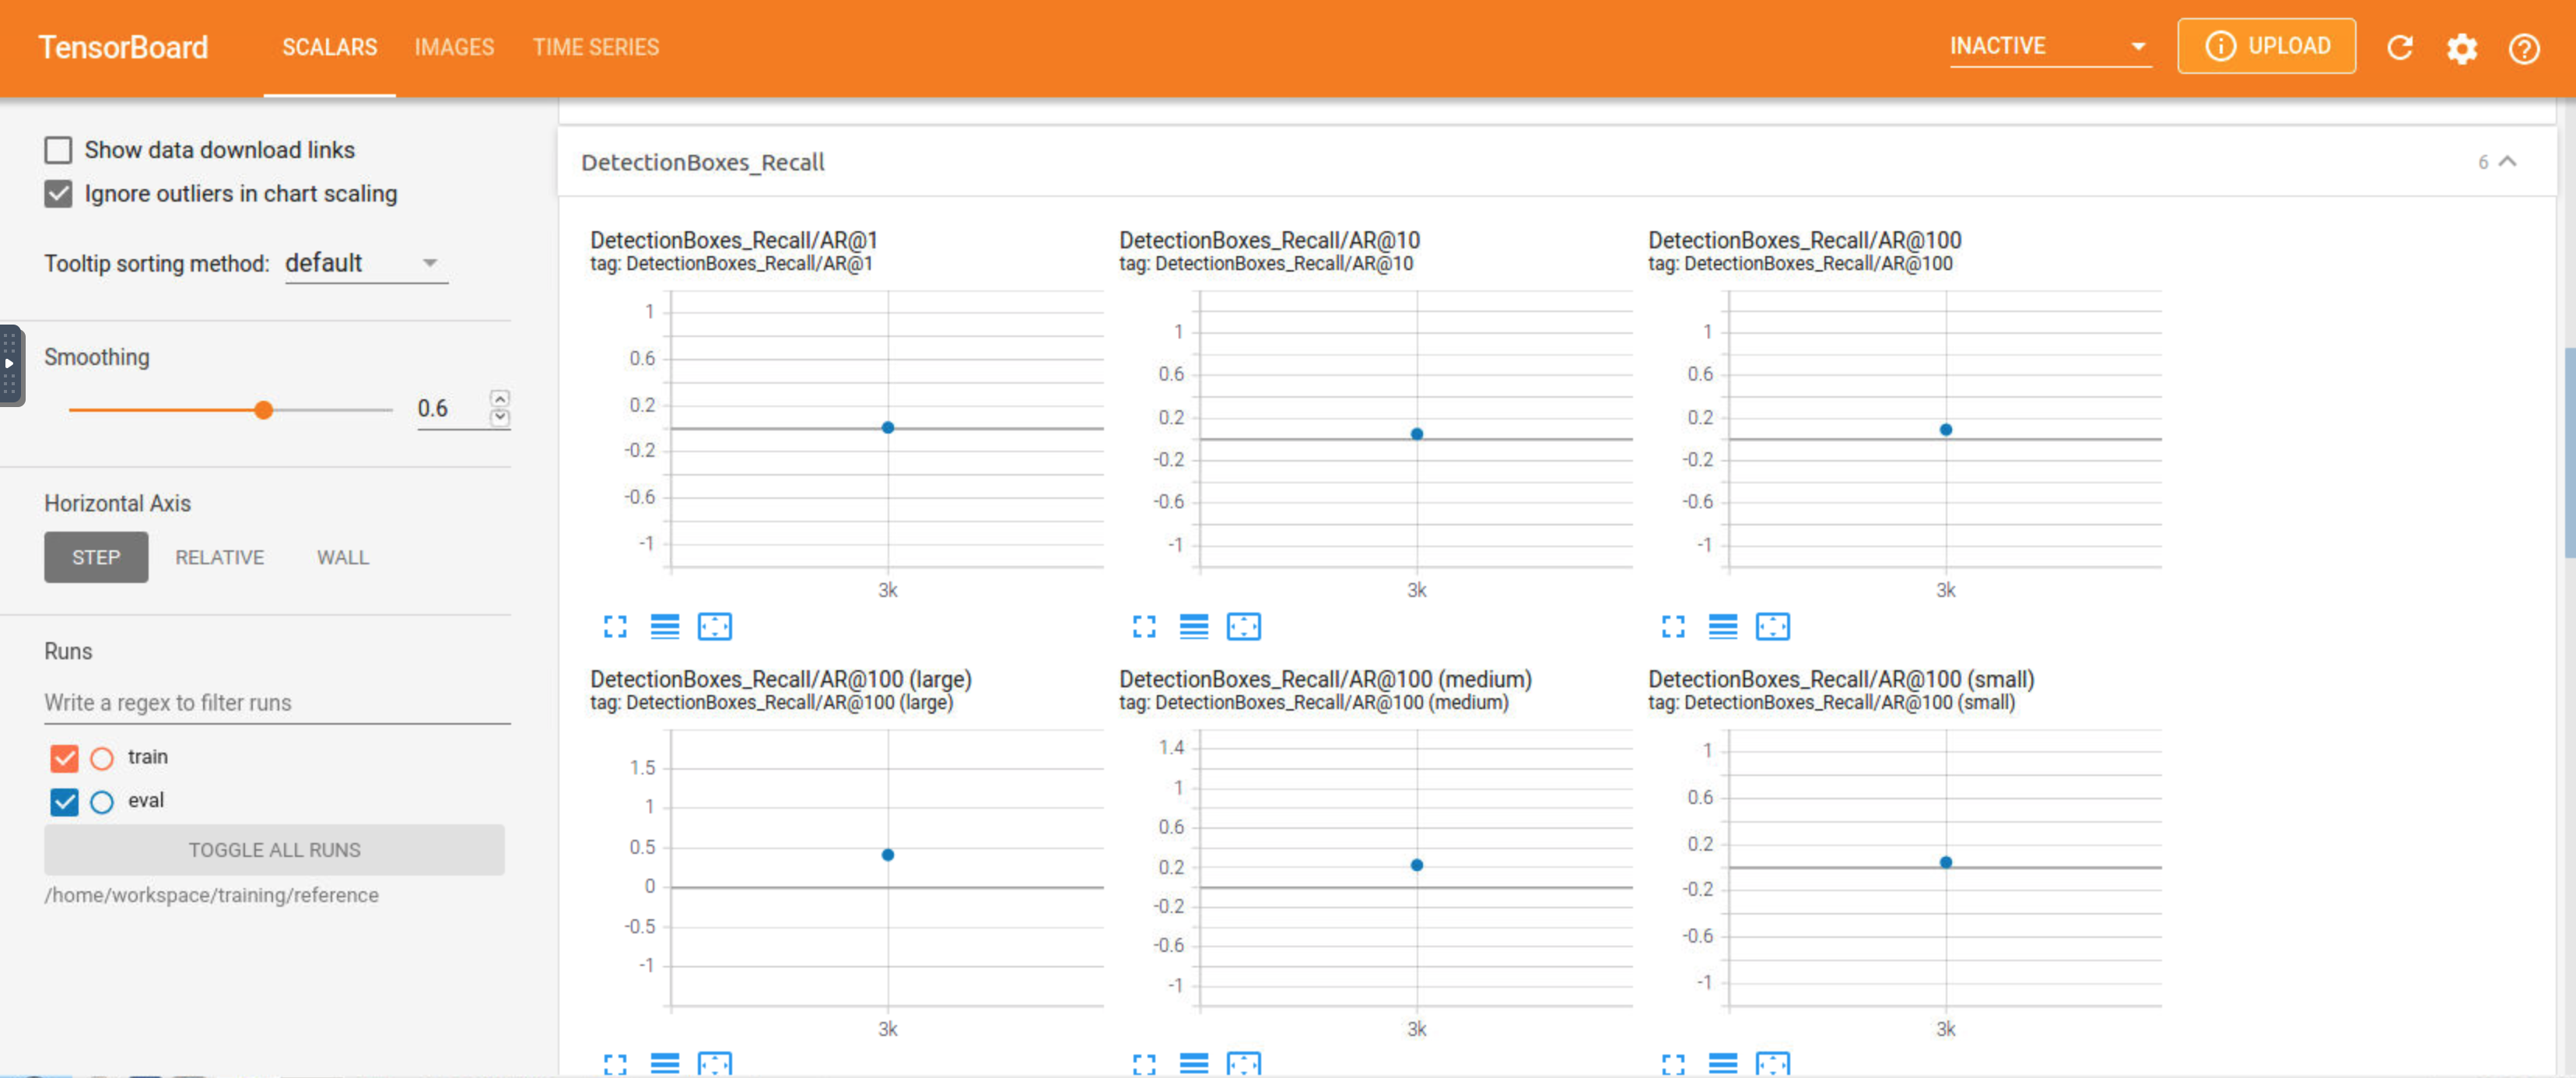 TensorBoard SCALARS IMAGES TIME SERIES INACTIVE UPLOAD
Show data download links
Ignore outliers in chart scaling
Tooltip sorting method: default
Smoothing
0.6
Horizontal Axis
STEP RELATIVE WALL
Runs
Write a regex to filter runs
train
eval
TOGGLE ALL RUNS
/home/workspace/training/reference
DetectionBoxes_Recall 6
DetectionBoxes_Recall/AR@1
tag: DetectionBoxes_Recall/AR@1
1
0.6
0.2
-0.2
-0.6
-1
3k
DetectionBoxes_Recall/AR@10
tag: DetectionBoxes_Recall/AR@10
1
0.6
0.2
-0.2
-0.6
-1
3k
DetectionBoxes_Recall/AR@100
tag: DetectionBoxes_Recall/AR@100
1
0.6
0.2
-0.2
-0.6
-1
3k
DetectionBoxes_Recall/AR@100 (large)
tag: DetectionBoxes_Recall/AR@100 (large)
1.5
1
0.5
0
-0.5
-1
3k
DetectionBoxes_Recall/AR@100 (medium)
tag: DetectionBoxes_Recall/AR@100 (medium)
1.4
1
0.6
0.2
-0.2
-0.6
-1
3k
DetectionBoxes_Recall/AR@100 (small)
tag: DetectionBoxes_Recall/AR@100 (small)
1
0.6
0.2
-0.2
-0.6
-1
3k